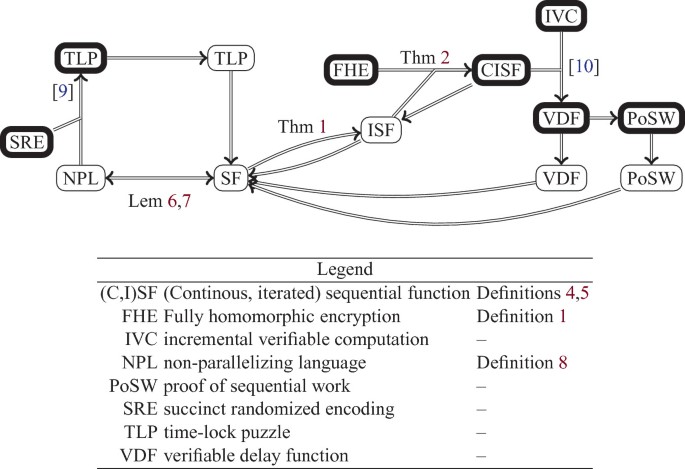 IVC
TLP
TLP
Thm 2
FHE
CISF
[10]
[9]
Thm 1
ISF
VDF
PoSW
SRE
NPL
SF
VDF
PoSW
Lem 6,7
Legend
(C,I)SF (Continous, iterated) sequential function Definitions 4,5
FHE Fully homomorphic encryption Definition 1
IVC incremental verifiable computation –
NPL non-parallelizing language Definition 8
PoSW proof of sequential work –
SRE succinct randomized encoding –
TLP time-lock puzzle –
VDF verifiable delay function –